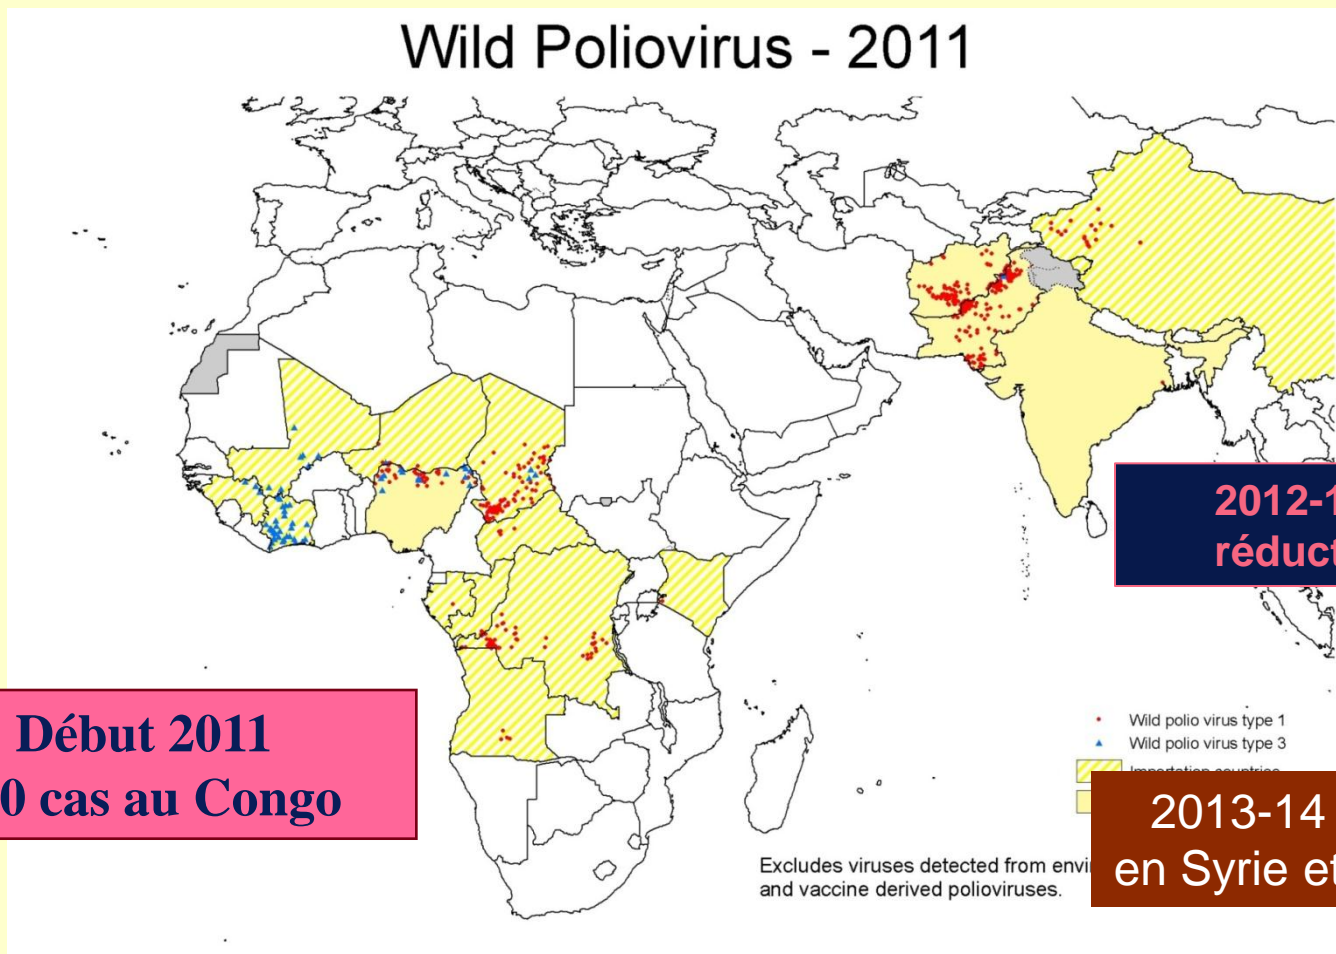 Wild Poliovirus - 2011
2012-1
réduct
Début 2011
0 cas au Congo
Wild polio virus type 1
Wild polio virus type 3
2013-14
en Syrie et
Excludes viruses detected from envi
and vaccine derived polioviruses.